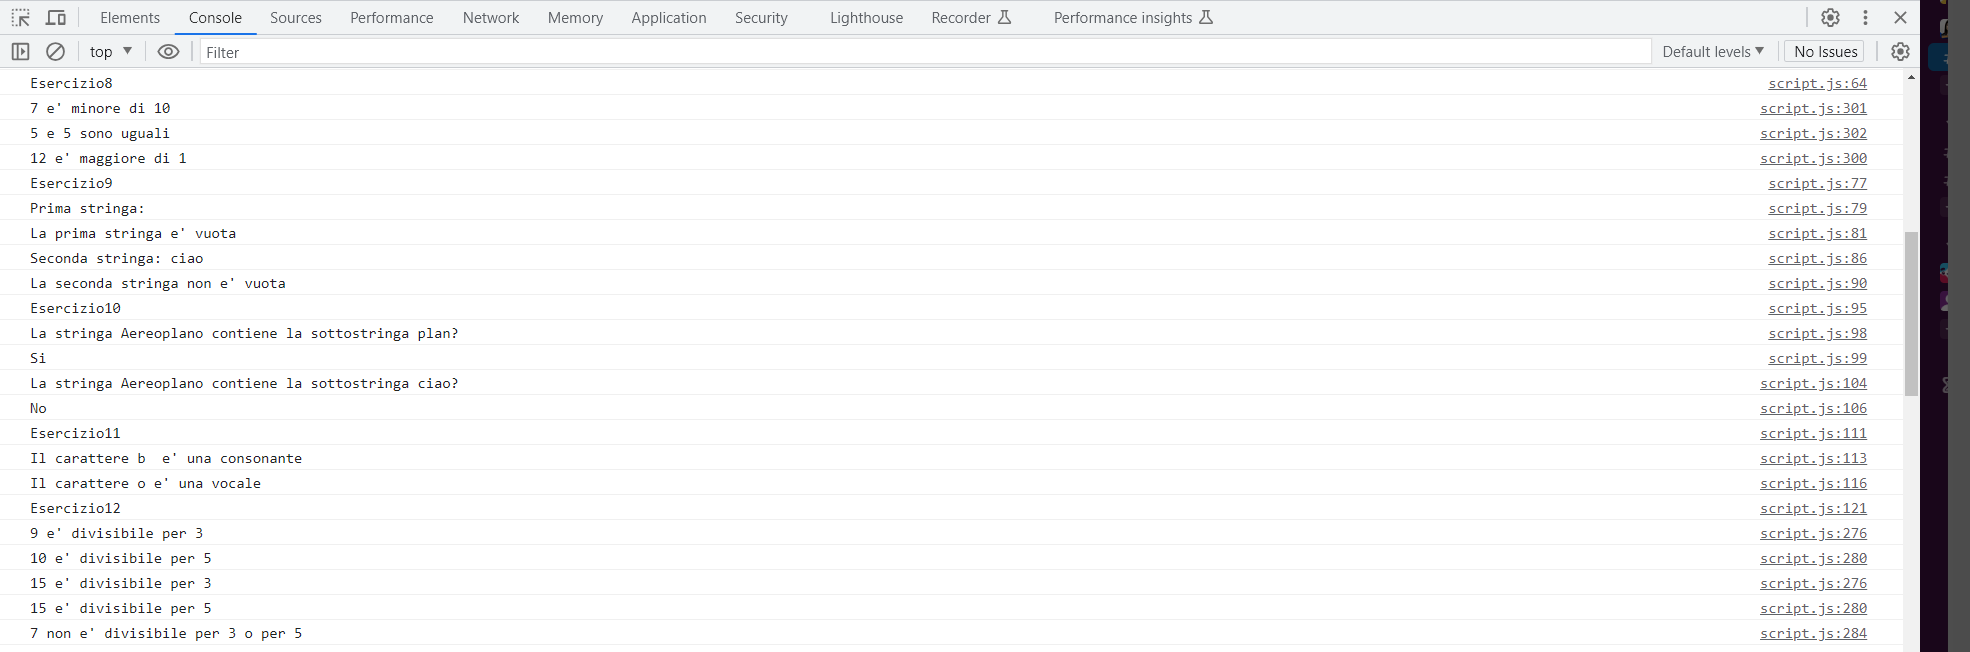 Elements Console Sources Performance Network Memory Application Security Lighthouse Recorder Performance insights
top Filter Default levels No Issues
Esercizio8 script.js:64
7 e' minore di 10 script.js:301
5 e 5 sono uguali script.js:302
12 e' maggiore di 1 script.js:300
Esercizio9 script.js:77
Prima stringa: script.js:79
La prima stringa e' vuota script.js:81
Seconda stringa: ciao script.js:86
La seconda stringa non e' vuota script.js:90
Esercizio10 script.js:95
La stringa Aereoplano contiene la sottostringa plan? script.js:98
Si script.js:99
La stringa Aereoplano contiene la sottostringa ciao? script.js:104
No script.js:106
Esercizio11 script.js:111
Il carattere b  e' una consonante script.js:113
Il carattere o e' una vocale script.js:116
Esercizio12 script.js:121
9 e' divisibile per 3 script.js:276
10 e' divisibile per 5 script.js:280
15 e' divisibile per 3 script.js:276
15 e' divisibile per 5 script.js:280
7 non e' divisibile per 3 o per 5 script.js:284